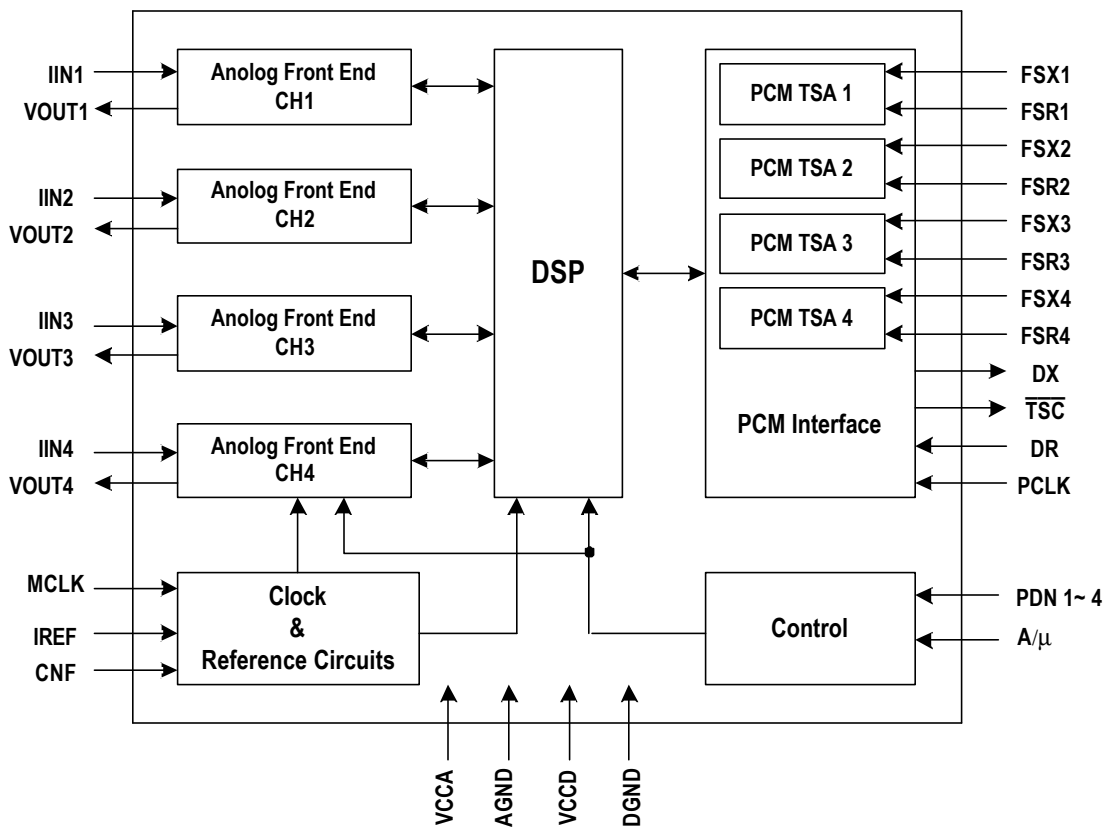 IIN1
VOUT1
IIN2
VOUT2
IIN3
VOUT3
IIN4
VOUT4
MCLK
IREF
CNF
Anolog Front End
CH1
Anolog Front End
CH2
Anolog Front End
CH3
Anolog Front End
CH4
Clock
&
Reference Circuits
DSP
PCM TSA 1
PCM TSA 2
PCM TSA 3
PCM TSA 4
PCM Interface
Control
FSX1
FSR1
FSX2
FSR2
FSX3
FSR3
FSX4
FSR4
DX
TSC
DR
PCLK
PDN 1~ 4
A/μ
VCCA
AGND
VCCD
DGND